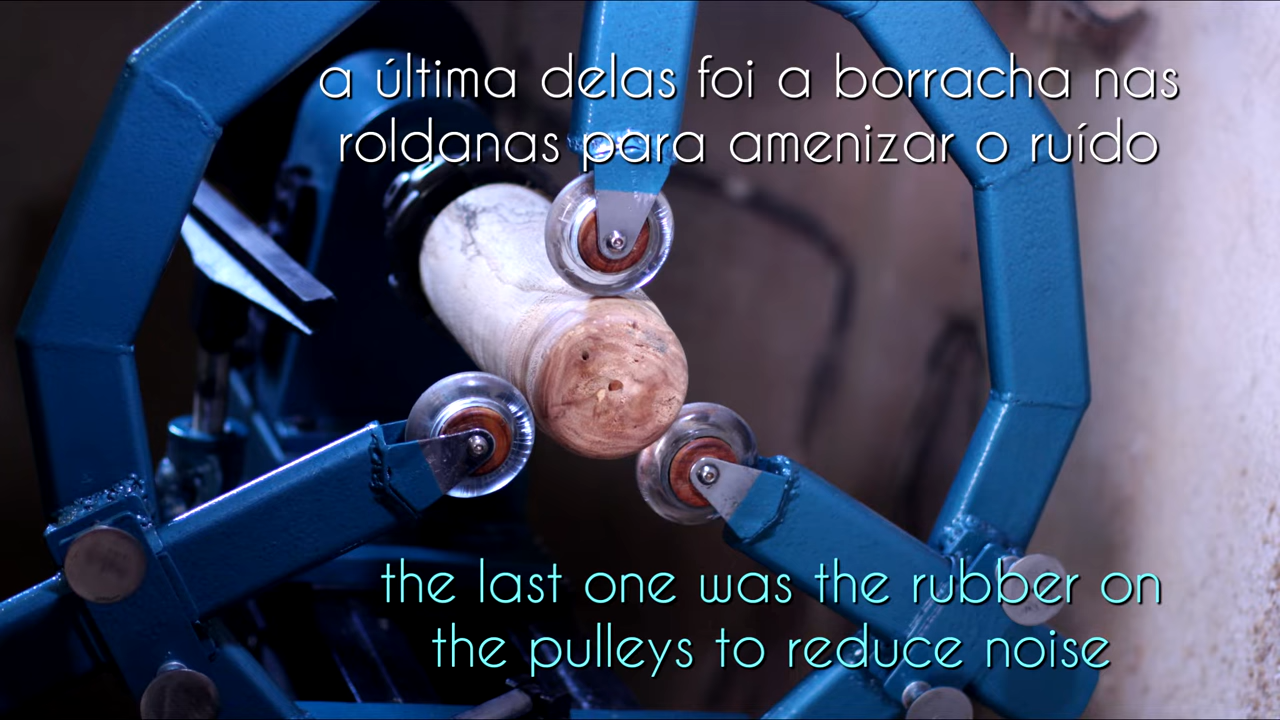 a última delas foi a borracha nas
roldanas para amenizar o ruído
the last one was the rubber on
the pulleys to reduce noise